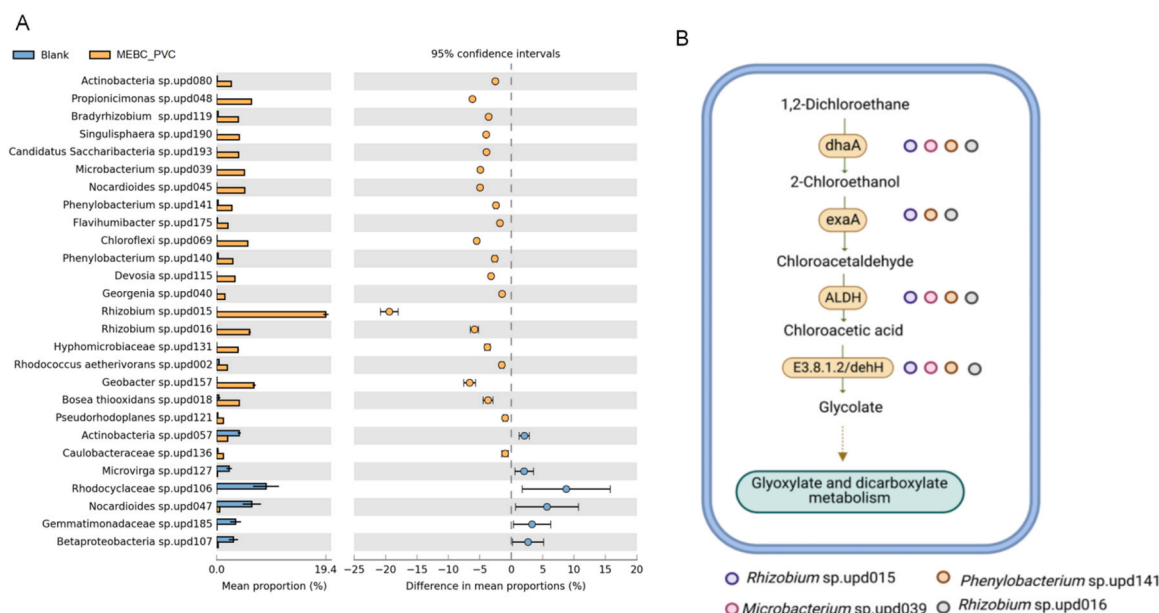 A
Blank MEBC_PVC
95% confidence intervals
Actinobacteria sp.upd080
Propionicimonas sp.upd048
Bradyrhizobium sp.upd119
Singulisphaera sp.upd190
Candidatus Saccharibacteria sp.upd193
Microbacterium sp.upd039
Nocardioides sp.upd045
Phenylobacterium sp.upd141
Flavihumibacter sp.upd175
Chloroflexi sp.upd069
Phenylobacterium sp.upd140
Devosia sp.upd115
Georgenia sp.upd040
Rhizobium sp.upd015
Rhizobium sp.upd016
Hyphomicrobiaceae sp.upd131
Rhodococcus aetherivorans sp.upd002
Geobacter sp.upd157
Bosea thiooxidans sp.upd018
Pseudorhodoplanes sp.upd121
Actinobacteria sp.upd057
Caulobacteraceae sp.upd136
Microvirga sp.upd127
Rhodocyclaceae sp.upd106
Nocardioides sp.upd047
Gemmatimonadaceae sp.upd185
Betaproteobacteria sp.upd107
0.0 19.4 −25 −20 −15 −10 −5 0 5 10 15 20
Mean proportion (%) Difference in mean proportions (%)
B
1,2-Dichloroethane
dhaA
2-Chloroethanol
exaA
Chloroacetaldehyde
ALDH
Chloroacetic acid
E3.8.1.2/dehH
Glycolate
Glyoxylate and dicarboxylate
metabolism
Rhizobium sp.upd015 Phenylobacterium sp.upd141
Microbacterium sp.upd039 Rhizobium sp.upd016